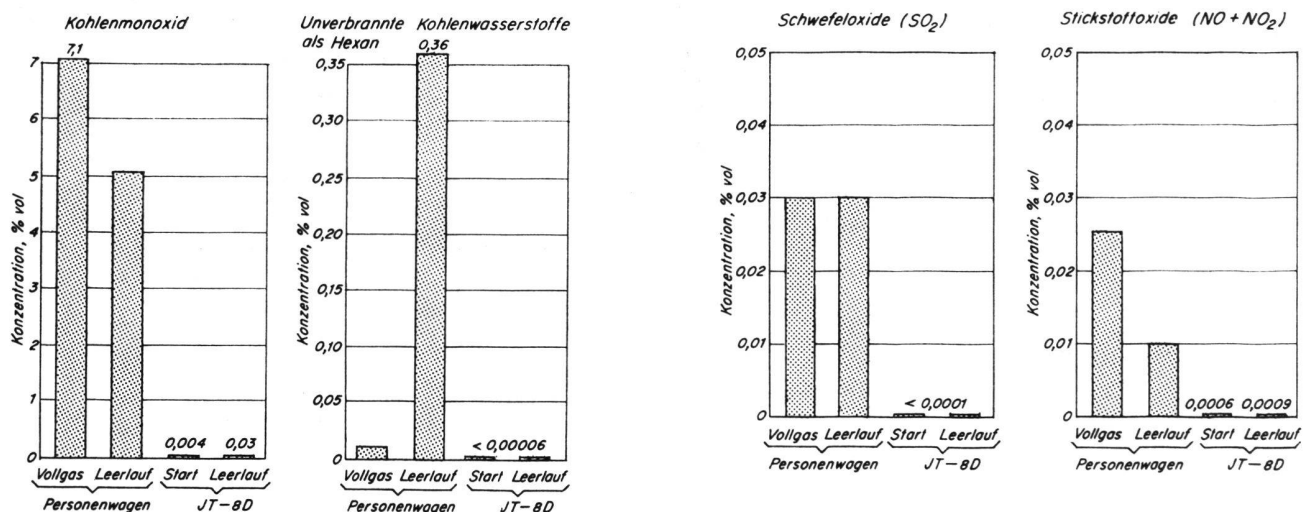 Kohlenmonoxid
7,1
7
6
5
4
3
2
1
0
Konzentration, % vol
0,004 0,03
Vollgas Leerlauf Start Leerlauf
Personenwagen JT-8D
Unverbrannte Kohlenwasserstoffe
als Hexan
0,36
0,35
0,30
0,25
0,20
0,15
0,10
0,05
0
Konzentration, % vol
< 0,00006
Vollgas Leerlauf Start Leerlauf
Personenwagen JT-8D
Schwefeloxide (SO₂)
0,05
0,04
0,03
0,02
0,01
0
Konzentration, % vol
< 0,0001
Vollgas Leerlauf Start Leerlauf
Personenwagen JT-8D
Stickstoffoxide (NO + NO₂)
0,05
0,04
0,03
0,02
0,01
0
Konzentration, % vol
0,0006 0,0009
Vollgas Leerlauf Start Leerlauf
Personenwagen JT-8D